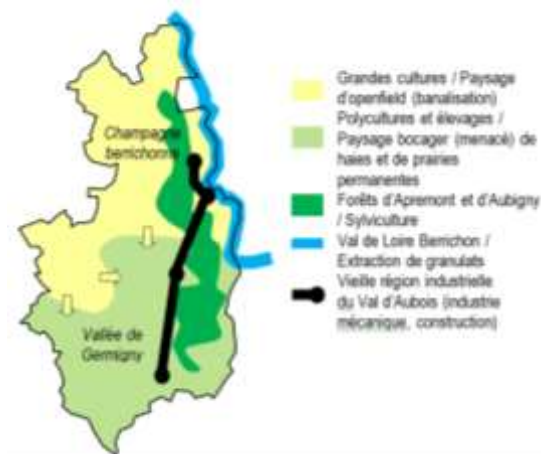 Champagne
berrichonne
Vallée de
Germigny
Grandes cultures / Paysage
d'openfield (banalisation)
Polycultures et élevages /
Paysage bocager (menacé) de
haies et de prairies
permanentes
Forêts d'Apremont et d'Aubigny
/ Sylviculture
Val de Loire Berrichon /
Extraction de granulats
Vieille région industrielle
du Val d'Aubois (industrie
mécanique, construction)